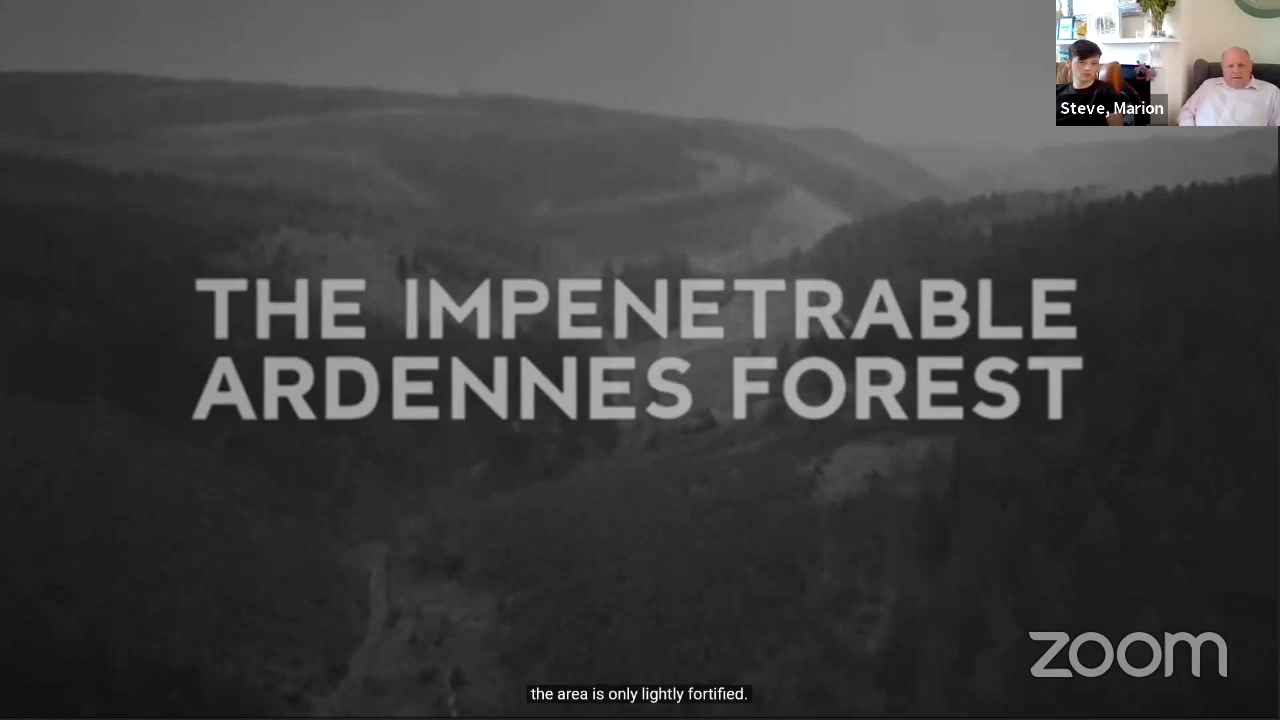 Steve, Marion
THE IMPENETRABLE
ARDENNES FOREST
zoom
the area is only lightly fortified.